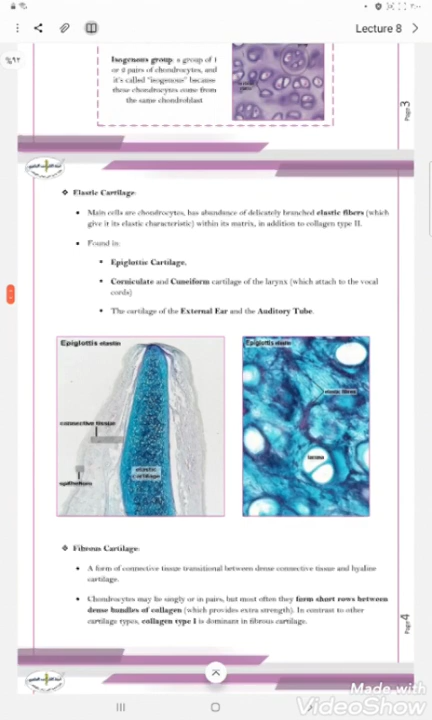 Lecture 8
Isogenous group: a group of 1
or 2 pairs of chondrocytes, and
it's called "isogenous" because
these chondrocytes come from
the same chondroblast
Page 3
Elastic Cartilage:
Main cells are chondrocytes, has abundance of delicately branched elastic fibers (which
give it its elastic characteristic) within its matrix, in addition to collagen type II.
Found in:
Epiglottic Cartilage,
Corniculate and Cuneiform cartilage of the larynx (which attach to the vocal
cords)
The cartilage of the External Ear and the Auditory Tube.
Epiglottis elastin
connective tissue
elastic
cartilage
epithelium
Epiglottis elastin
elastic fibres
lacuna
Fibrous Cartilage:
A form of connective tissue transitional between dense connective tissue and hyaline
cartilage.
Chondrocytes may lie singly or in pairs, but most often they form short rows between
dense bundles of collagen (which provides extra strength). In contrast to other
cartilage types, collagen type I is dominant in fibrous cartilage.
Page 4
Made with
VideoShow